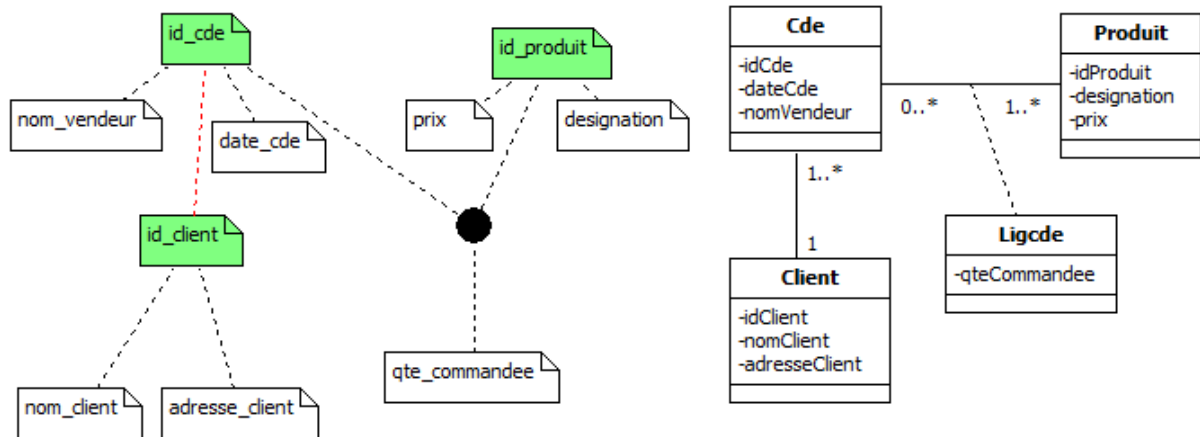 id_cde
id_produit
nom_vendeur
date_cde
prix
designation
id_client
nom_client
adresse_client
qte_commandee
Cde
-idCde
-dateCde
-nomVendeur
0..*
1..*
Produit
-idProduit
-designation
-prix
1..*
1
Ligcde
-qteCommandee
Client
-idClient
-nomClient
-adresseClient